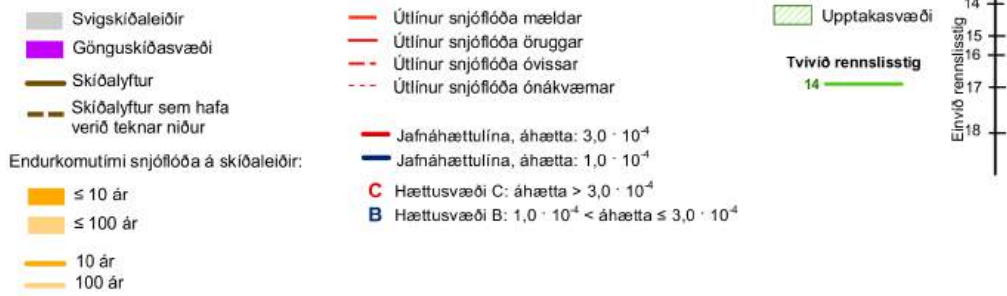 Svigskíðaleiðir
Gönguskíðasvæði
Skíðalyftur
Skíðalyftur sem hafa
verið teknar niður
Endurkomutími snjóflóða á skíðaleiðir:
≤ 10 ár
≤ 100 ár
10 ár
100 ár
Útlínur snjóflóða mældar
Útlínur snjóflóða öruggar
Útlínur snjóflóða óvissar
Útlínur snjóflóða ónákvæmar
Jafnáhættulína, áhætta: 3,0 · 10⁻⁴
Jafnáhættulína, áhætta: 1,0 · 10⁻⁴
C Hættusvæði C: áhætta > 3,0 · 10⁻⁴
B Hættusvæði B: 1,0 · 10⁻⁴ < áhætta ≤ 3,0 · 10⁻⁴
Upptakasvæði
Tvívíð rennslisstig
14
Einvíð rennslisstig
14
15
16
17
18